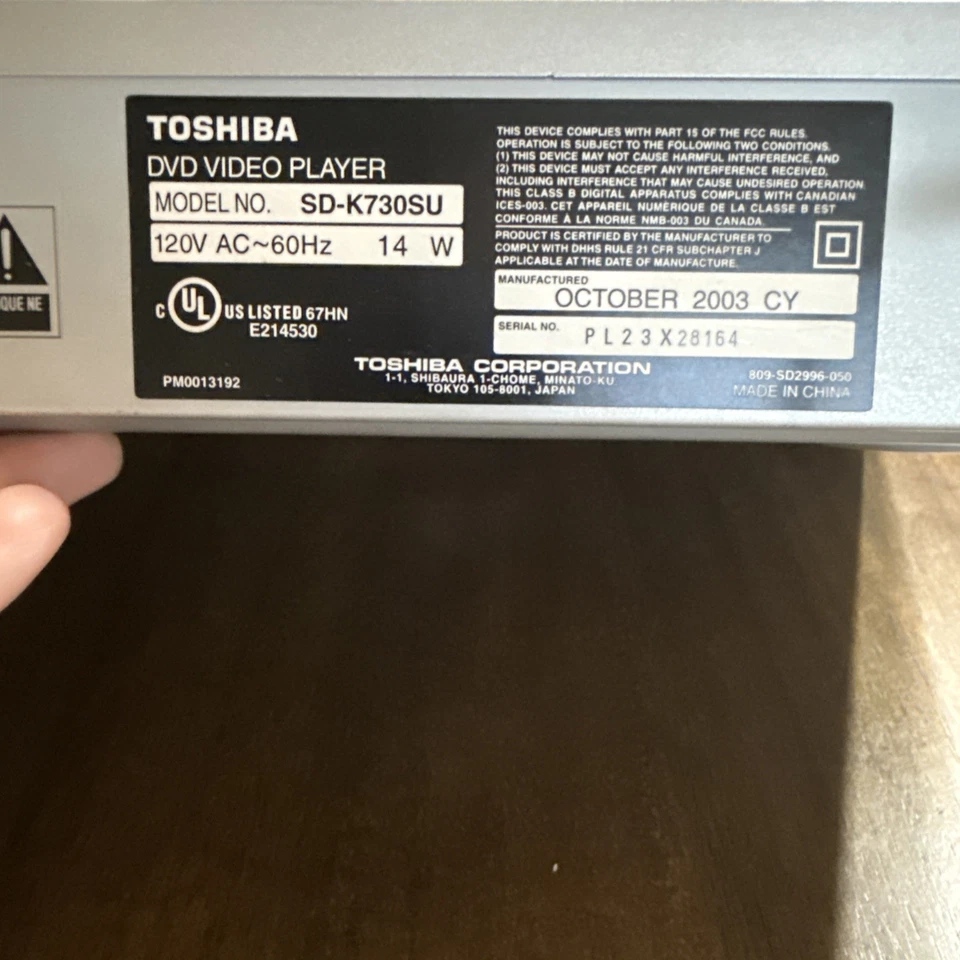 TOSHIBA
DVD VIDEO PLAYER
MODEL NO. SD-K730SU
120V AC~60Hz 14 W
C UL US LISTED 67HN
E214530
PM0013192
THIS DEVICE COMPLIES WITH PART 15 OF THE FCC RULES.
OPERATION IS SUBJECT TO THE FOLLOWING TWO CONDITIONS.
(1) THIS DEVICE MAY NOT CAUSE HARMFUL INTERFERENCE, AND
(2) THIS DEVICE MUST ACCEPT ANY INTERFERENCE RECEIVED,
INCLUDING INTERFERENCE THAT MAY CAUSE UNDESIRED OPERATION
THIS CLASS B DIGITAL APPARATUS COMPLIES WITH CANADIAN
ICES-003. CET APPAREIL NUMERIQUE DE LA CLASSE B EST
CONFORME À LA NORME NMB-003 DU CANADA.
PRODUCT IS CERTIFIED BY THE MANUFACTURER TO
COMPLY WITH DHHS RULE 21 CFR SUBCHAPTER J
APPLICABLE AT THE DATE OF MANUFACTURE.
MANUFACTURED
OCTOBER 2003 CY
SERIAL NO. PL23X28164
TOSHIBA CORPORATION
1-1, SHIBAURA 1-CHOME, MINATO-KU
TOKYO 105-8001, JAPAN
809-SD2996-050
MADE IN CHINA
QUE NE